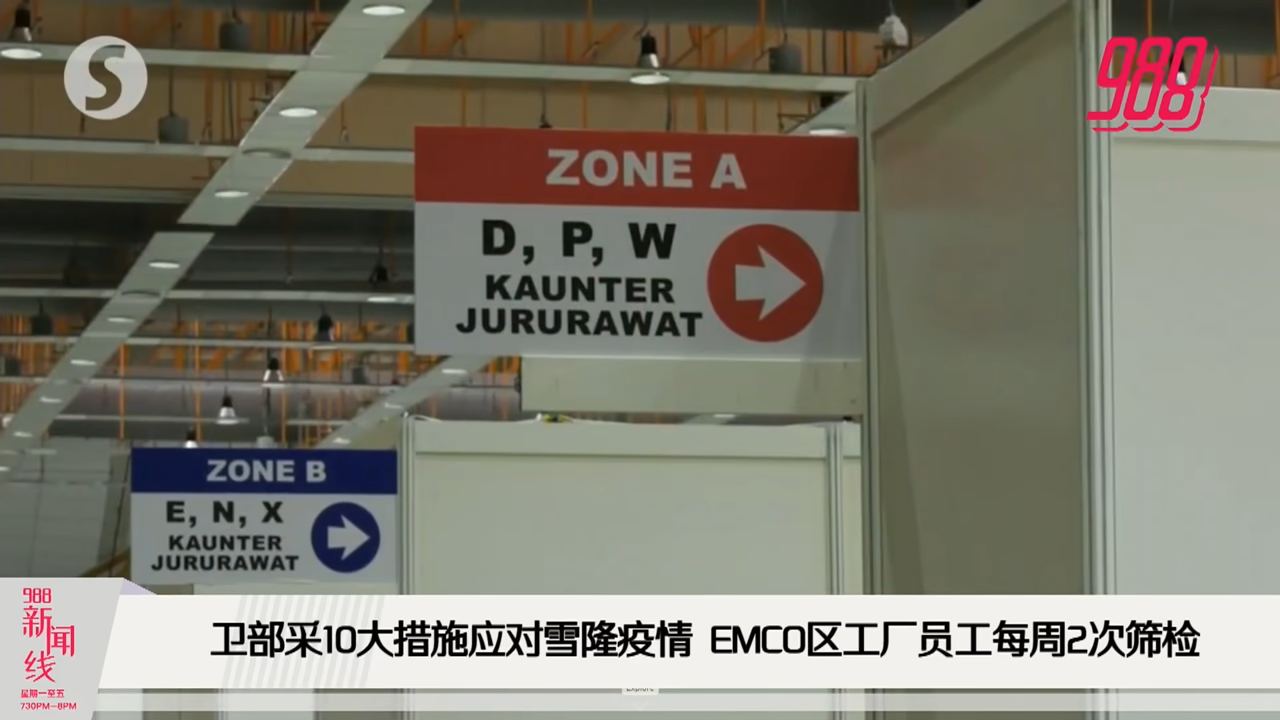 S
988
ZONE A
D, P, W
KAUNTER
JURURAWAT
ZONE B
E, N, X
KAUNTER
JURURAWAT
988
新闻线
星期一至五
730PM-8PM
卫部采10大措施应对雪隆疫情 EMCO区工厂员工每周2次筛检